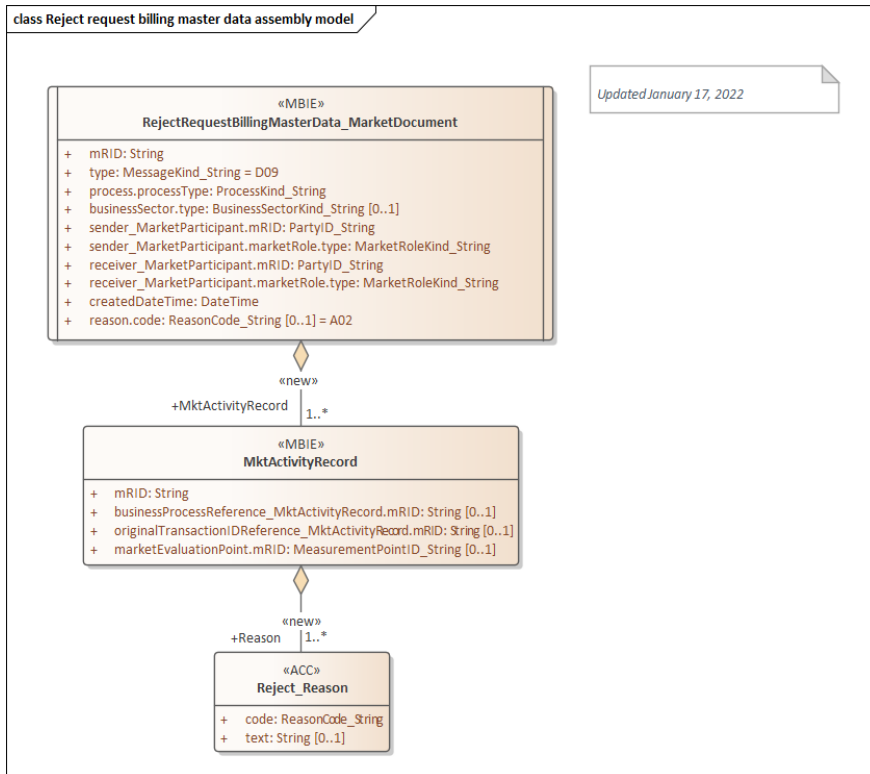 class Reject request billing master data assembly model
Updated January 17, 2022
«MBIE»
RejectRequestBillingMasterData_MarketDocument
+ mRID: String
+ type: MessageKind_String = D09
+ process.processType: ProcessKind_String
+ businessSector.type: BusinessSectorKind_String [0..1]
+ sender_MarketParticipant.mRID: PartyID_String
+ sender_MarketParticipant.marketRole.type: MarketRoleKind_String
+ receiver_MarketParticipant.mRID: PartyID_String
+ receiver_MarketParticipant.marketRole.type: MarketRoleKind_String
+ createdDateTime: DateTime
+ reason.code: ReasonCode_String [0..1] = A02
«new»
+MktActivityRecord
1..*
«MBIE»
MktActivityRecord
+ mRID: String
+ businessProcessReference_MktActivityRecord.mRID: String [0..1]
+ originalTransactionIDReference_MktActivityRecord.mRID: String [0..1]
+ marketEvaluationPoint.mRID: MeasurementPointID_String [0..1]
«new»
+Reason 1..*
«ACC»
Reject_Reason
+ code: ReasonCode_String
+ text: String [0..1]